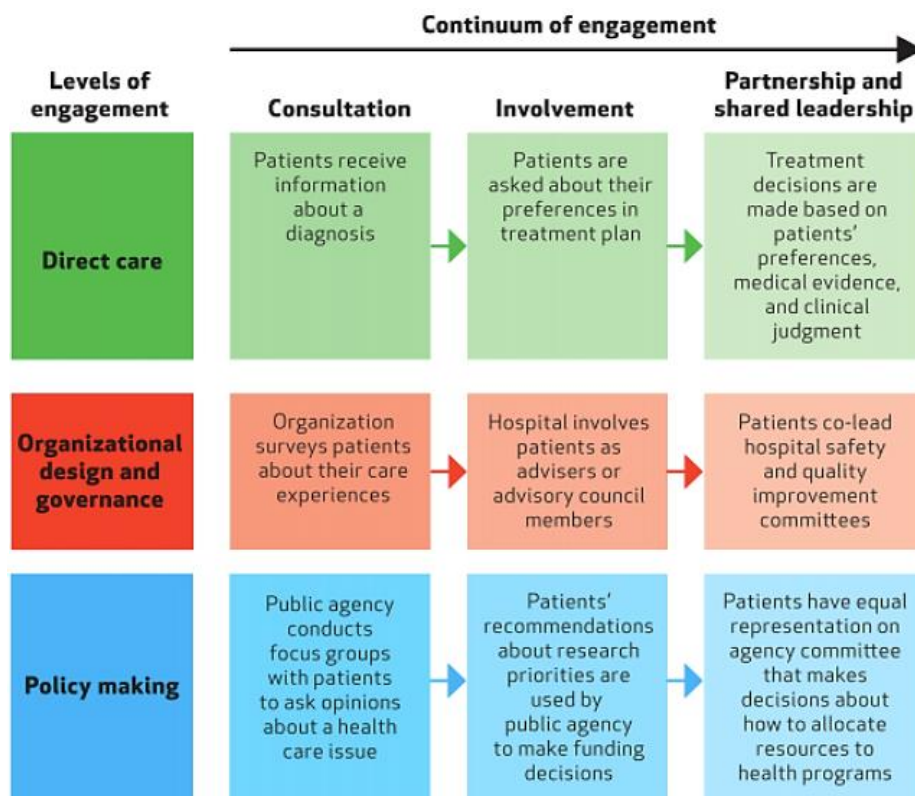 Continuum of engagement
Levels of
engagement
Consultation
Involvement
Partnership and
shared leadership
Direct care
Patients receive
information
about a
diagnosis
Patients are
asked about their
preferences in
treatment plan
Treatment
decisions are
made based on
patients'
preferences,
medical evidence,
and clinical
judgment
Organizational
design and
governance
Organization
surveys patients
about their care
experiences
Hospital involves
patients as
advisers or
advisory council
members
Patients co-lead
hospital safety
and quality
improvement
committees
Policy making
Public agency
conducts
focus groups
with patients
to ask opinions
about a health
care issue
Patients'
recommendations
about research
priorities are
used by
public agency
to make funding
decisions
Patients have equal
representation on
agency committee
that makes
decisions about
how to allocate
resources to
health programs